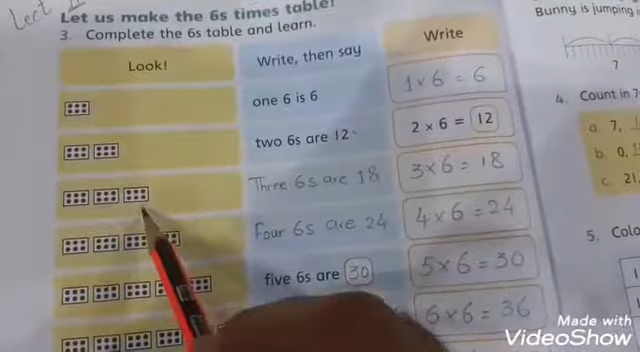 Lect
Let us make the 6s times table!
3. Complete the 6s table and learn.
Look!
Write, then say
Write
one 6 is 6
1 × 6 = 6
two 6s are 12
2 × 6 = 12
Three 6s are 18
3 × 6 = 18
Four 6s are 24
4 × 6 = 24
five 6s are 30
5 × 6 = 30
6 × 6 = 36
Bunny is jumping
7
4. Count in
a. 7,
b. 0,
c. 21,
5.
Made with
VideoShow